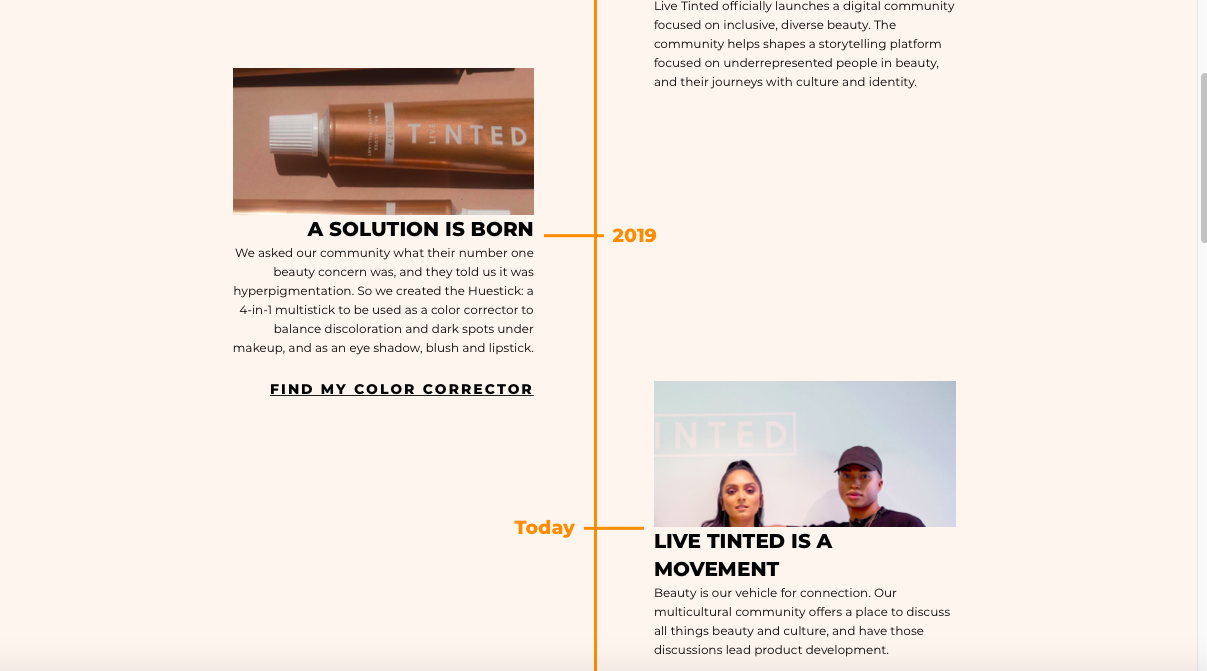 Live Tinted officially launches a digital community
focused on inclusive, diverse beauty. The
community helps shapes a storytelling platform
focused on underrepresented people in beauty,
and their journeys with culture and identity.
LIVE
TINTED
A SOLUTION IS BORN
2019
We asked our community what their number one
beauty concern was, and they told us it was
hyperpigmentation. So we created the Huestick: a
4-in-1 multistick to be used as a color corrector to
balance discoloration and dark spots under
makeup, and as an eye shadow, blush and lipstick.
FIND MY COLOR CORRECTOR
INTED
Today
LIVE TINTED IS A
MOVEMENT
Beauty is our vehicle for connection. Our
multicultural community offers a place to discuss
all things beauty and culture, and have those
discussions lead product development.